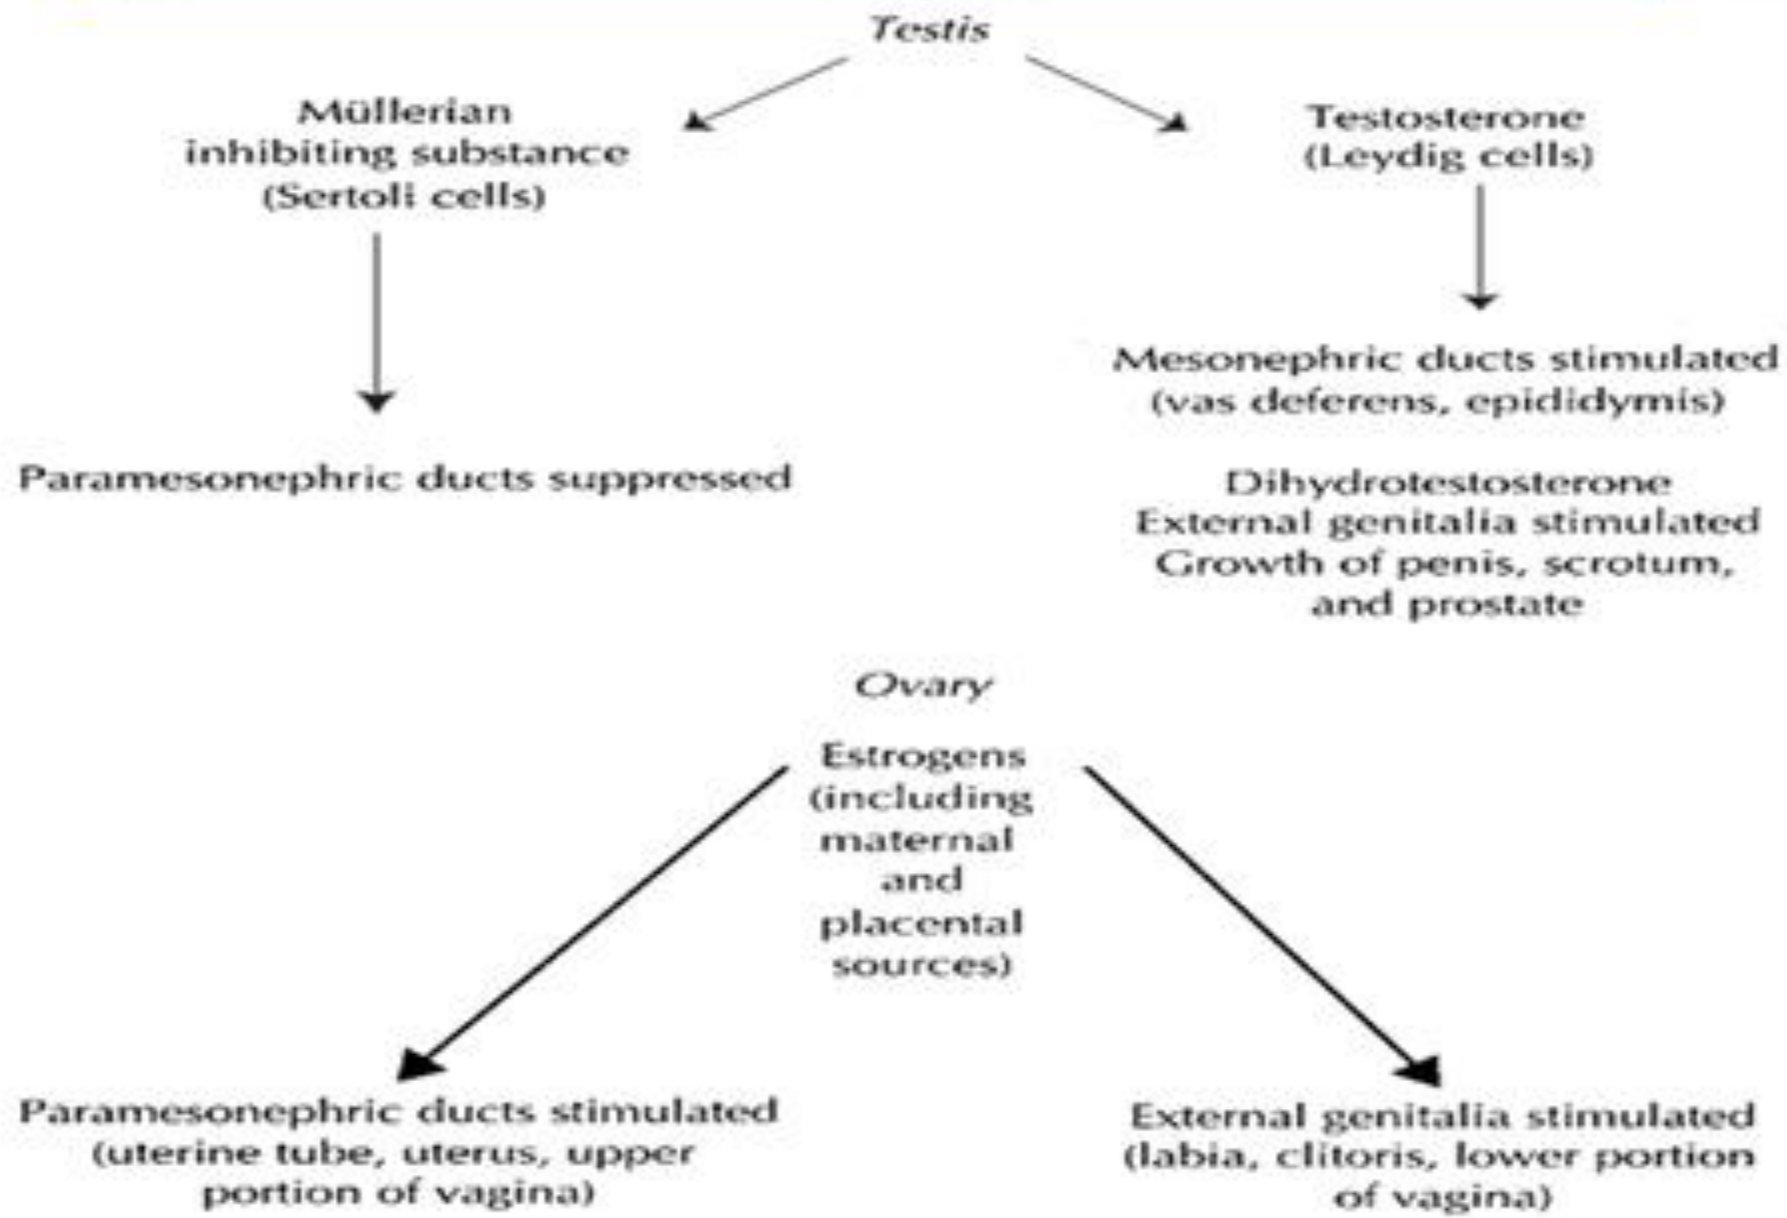 Testis
Müllerian
inhibiting substance
(Sertoli cells)
Testosterone
(Leydig cells)
Mesonephric ducts stimulated
(vas deferens, epididymis)
Paramesonephric ducts suppressed
Dihydrotestosterone
External genitalia stimulated
Growth of penis, scrotum,
and prostate
Ovary
Estrogens
(including
maternal
and
placental
sources)
Paramesonephric ducts stimulated
(uterine tube, uterus, upper
portion of vagina)
External genitalia stimulated
(labia, clitoris, lower portion
of vagina)